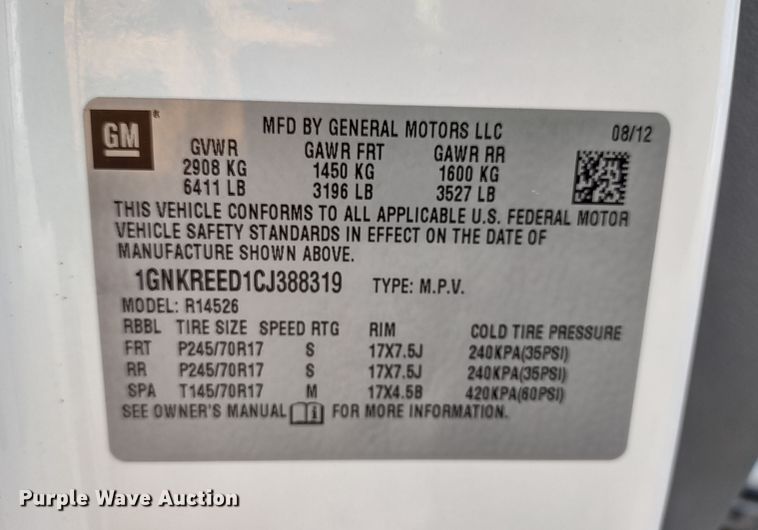 GM
MFD BY GENERAL MOTORS LLC 08/12
GVWR GAWR FRT GAWR RR
2908 KG 1450 KG 1600 KG
6411 LB 3196 LB 3527 LB
THIS VEHICLE CONFORMS TO ALL APPLICABLE U.S. FEDERAL MOTOR
VEHICLE SAFETY STANDARDS IN EFFECT ON THE DATE OF
MANUFACTURE SHOWN ABOVE.
1GNKREED1CJ388319 TYPE: M.P.V.
MODEL: R14526
RBBL TIRE SIZE SPEED RTG RIM COLD TIRE PRESSURE
FRT P245/70R17 S 17X7.5J 240KPA(35PSI)
RR P245/70R17 S 17X7.5J 240KPA(35PSI)
SPA T145/70R17 M 17X4.5B 420KPA(60PSI)
SEE OWNER'S MANUAL FOR MORE INFORMATION.
Purple Wave Auction